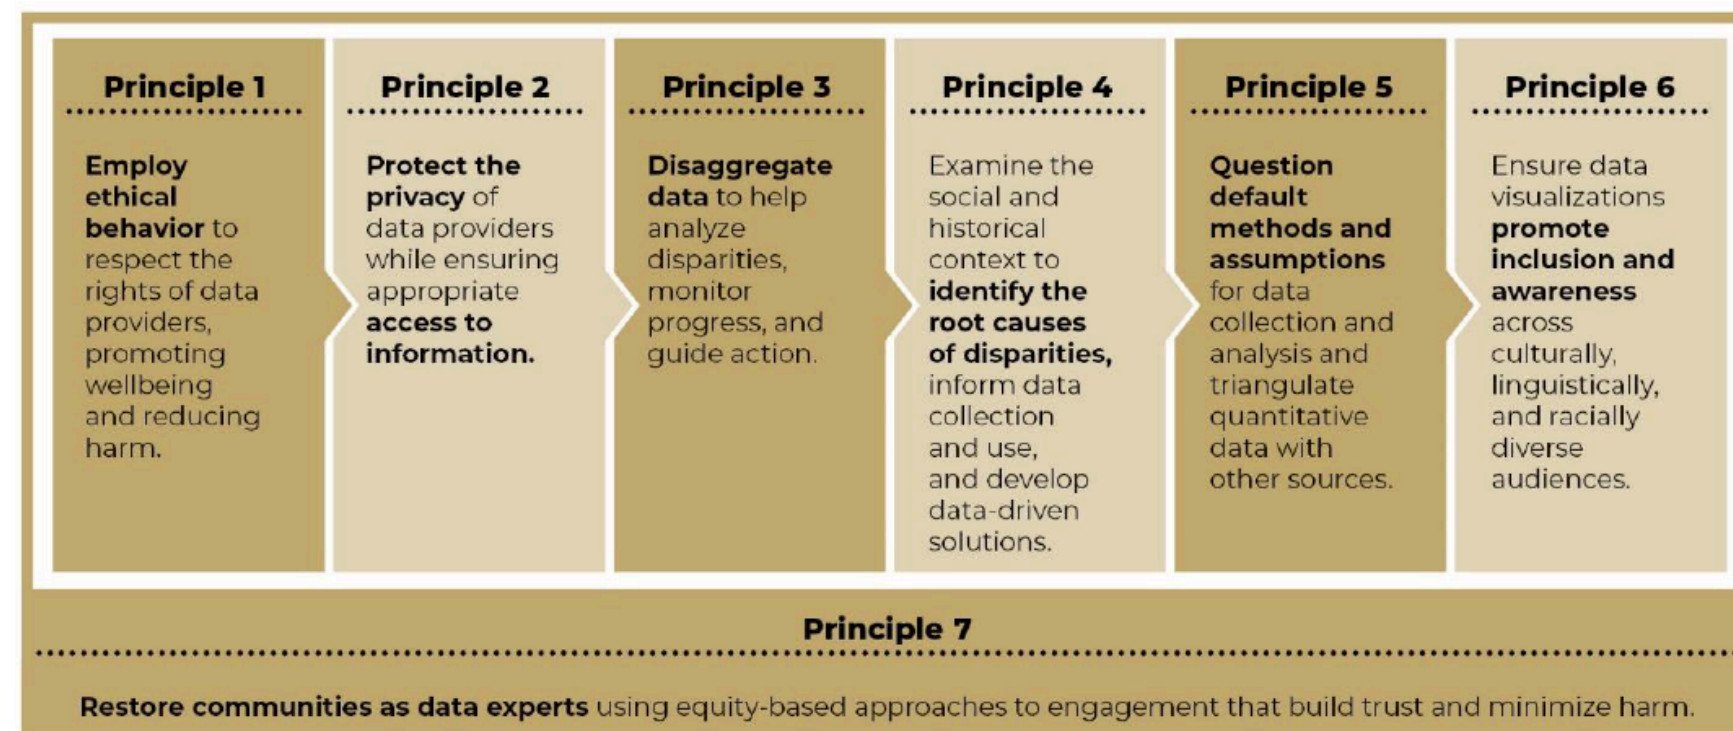 Principle 1
Employ
ethical
behavior to
respect the
rights of data
providers,
promoting
wellbeing
and reducing
harm.
Principle 2
Protect the
privacy of
data providers
while ensuring
appropriate
access to
information.
Principle 3
Disaggregate
data to help
analyze
disparities,
monitor
progress, and
guide action.
Principle 4
Examine the
social and
historical
context to
identify the
root causes
of disparities,
inform data
collection
and use,
and develop
data-driven
solutions.
Principle 5
Question
default
methods and
assumptions
for data
collection and
analysis and
triangulate
quantitative
data with
other sources.
Principle 6
Ensure data
visualizations
promote
inclusion and
awareness
across
culturally,
linguistically,
and racially
diverse
audiences.
Principle 7
Restore communities as data experts using equity-based approaches to engagement that build trust and minimize harm.